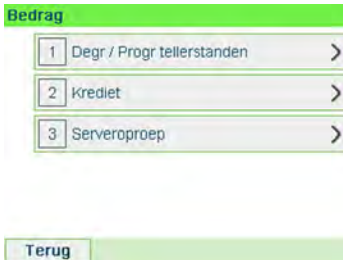 Bedrag
1 Degr / Progr tellerstanden
2 Krediet
3 Serveroproep
Terug